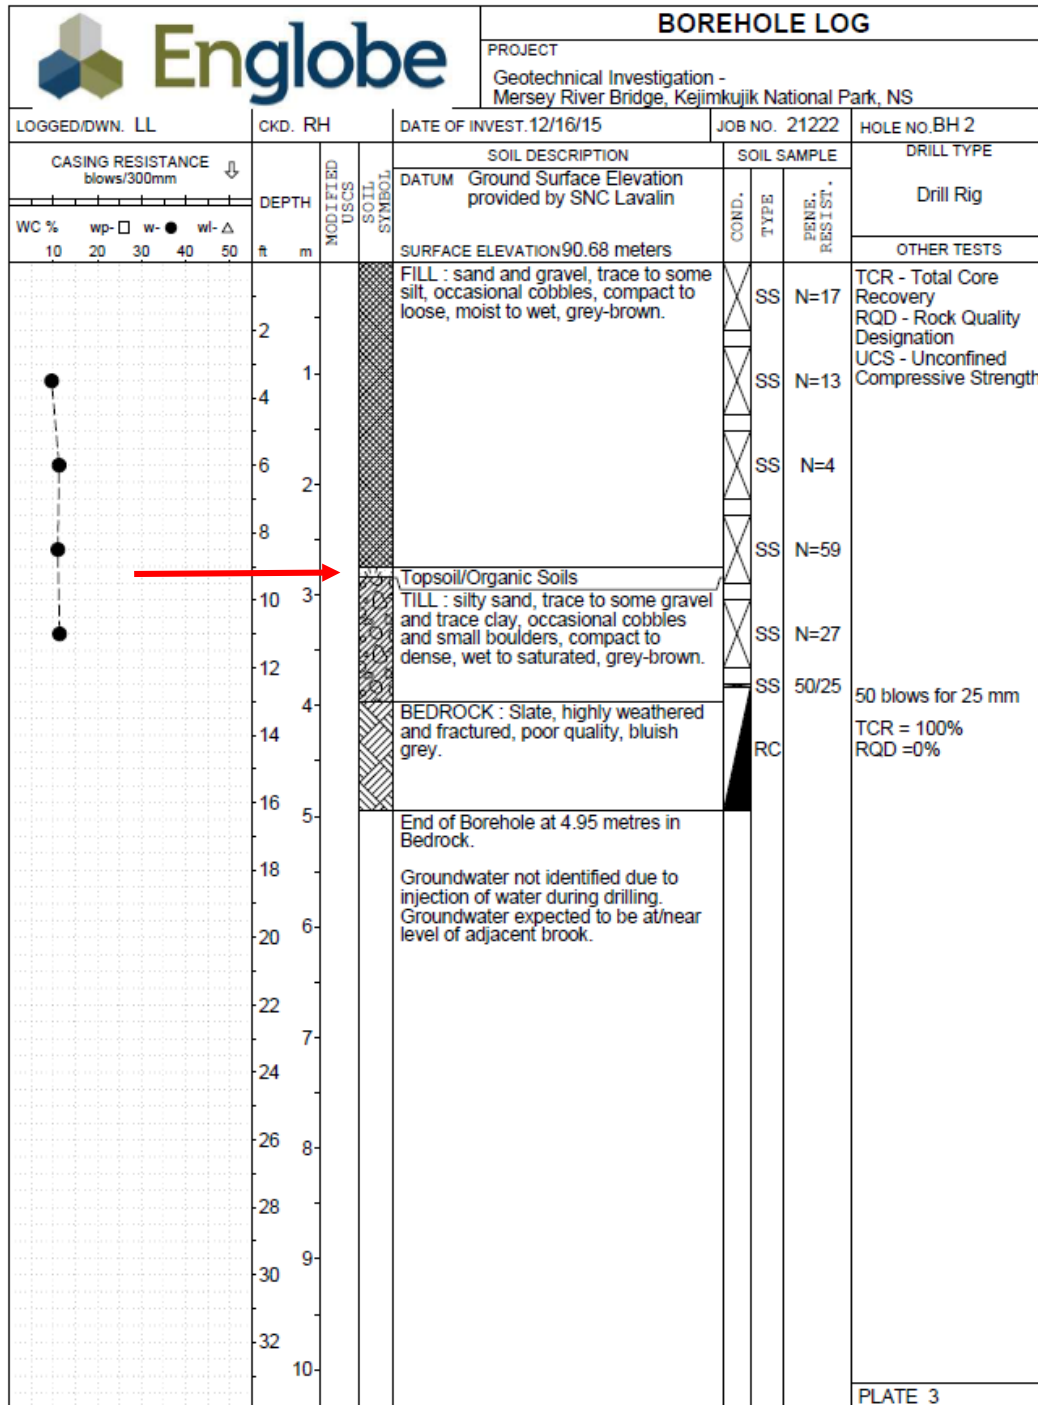 Englobe
BOREHOLE LOG
PROJECT
Geotechnical Investigation -
Mersey River Bridge, Kejimkujik National Park, NS
LOGGED/DWN. LL
CKD. RH
DATE OF INVEST.12/16/15
JOB NO. 21222
HOLE NO.BH 2
CASING RESISTANCE
blows/300mm
WC % wp- w- wl-
10 20 30 40 50
DEPTH
ft m
MODIFIED
USCS
SOIL
SYMBOL
SOIL DESCRIPTION
DATUM Ground Surface Elevation
provided by SNC Lavalin
SURFACE ELEVATION90.68 meters
SOIL SAMPLE
COND.
TYPE
PENE.
RESIST.
DRILL TYPE
Drill Rig
OTHER TESTS
FILL : sand and gravel, trace to some
silt, occasional cobbles, compact to
loose, moist to wet, grey-brown.
SS N=17
SS N=13
SS N=4
SS N=59
TCR - Total Core
Recovery
RQD - Rock Quality
Designation
UCS - Unconfined
Compressive Strength
Topsoil/Organic Soils
TILL : silty sand, trace to some gravel
and trace clay, occasional cobbles
and small boulders, compact to
dense, wet to saturated, grey-brown.
SS N=27
SS 50/25
50 blows for 25 mm
BEDROCK : Slate, highly weathered
and fractured, poor quality, bluish
grey.
RC
TCR = 100%
RQD =0%
End of Borehole at 4.95 metres in
Bedrock.
Groundwater not identified due to
injection of water during drilling.
Groundwater expected to be at/near
level of adjacent brook.
2
1
4
6
2
8
10
3
12
4
14
16
5
18
20
6
22
7
24
26
8
28
9
30
32
10
PLATE 3